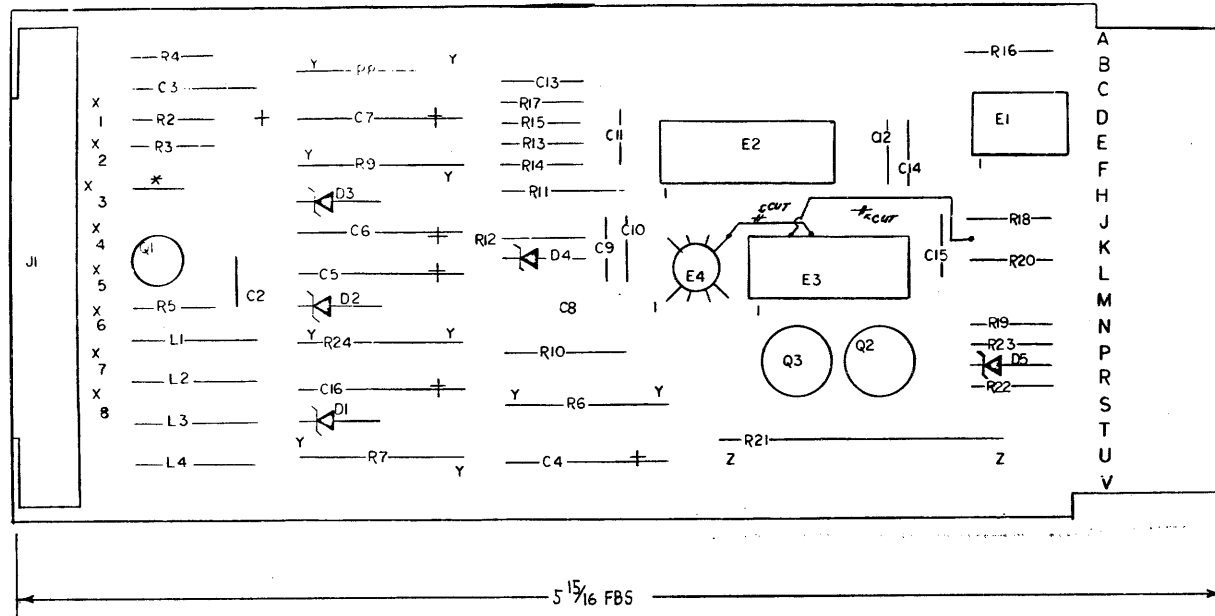 R4 Y Y R16 A
B
C3 C13 C
X R17
1 R2 + C7 + R15 C11 E2 Q2 E1 D
X R3 R13 E
2 Y R9 R14 C14 1 F
X * Y R11 1 H
3 D3
X C6 + CUT CUT R18 J
4 R12 C9 C10 K
J1 Q1 D4 E4 E3 C15 R20
X C5 + L
5 C2 D2 C8 1 1 M
X R5
6 L1 Y R24 Y R19 N
X R10 Q3 Q2 R23 P
7 L2 D5 R
X C16 + Y R6 Y R22 S
8 L3 D1 T
Y R21
L4 R7 Y C4 + Z Z U
V
5 15/16 FBS